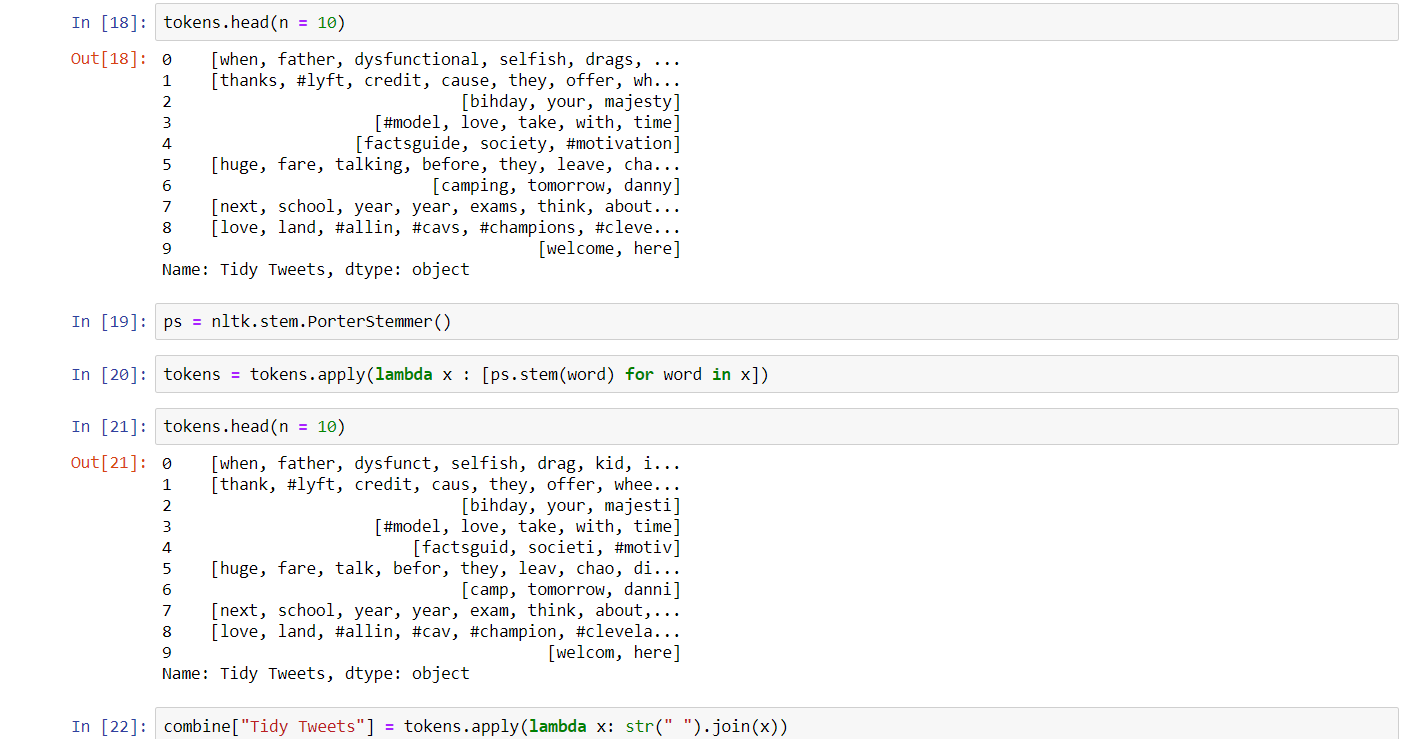 In [18]: tokens.head(n = 10)
Out[18]: 0    [when, father, dysfunctional, selfish, drags, ...
1    [thanks, #lyft, credit, cause, they, offer, wh...
2                              [bihday, your, majesty]
3                     [#model, love, take, with, time]
4                   [factsguide, society, #motivation]
5    [huge, fare, talking, before, they, leave, cha...
6                           [camping, tomorrow, danny]
7    [next, school, year, year, exams, think, about...
8    [love, land, #allin, #cavs, #champions, #cleve...
9                                      [welcome, here]
Name: Tidy Tweets, dtype: object
In [19]: ps = nltk.stem.PorterStemmer()
In [20]: tokens = tokens.apply(lambda x : [ps.stem(word) for word in x])
In [21]: tokens.head(n = 10)
Out[21]: 0    [when, father, dysfunct, selfish, drag, kid, i...
1    [thank, #lyft, credit, caus, they, offer, whee...
2                              [bihday, your, majesti]
3                     [#model, love, take, with, time]
4                         [factsguid, societi, #motiv]
5    [huge, fare, talk, befor, they, leav, chao, di...
6                              [camp, tomorrow, danni]
7    [next, school, year, year, exam, think, about,...
8    [love, land, #allin, #cav, #champion, #clevela...
9                                       [welcom, here]
Name: Tidy Tweets, dtype: object
In [22]: combine["Tidy Tweets"] = tokens.apply(lambda x: str(" ").join(x))